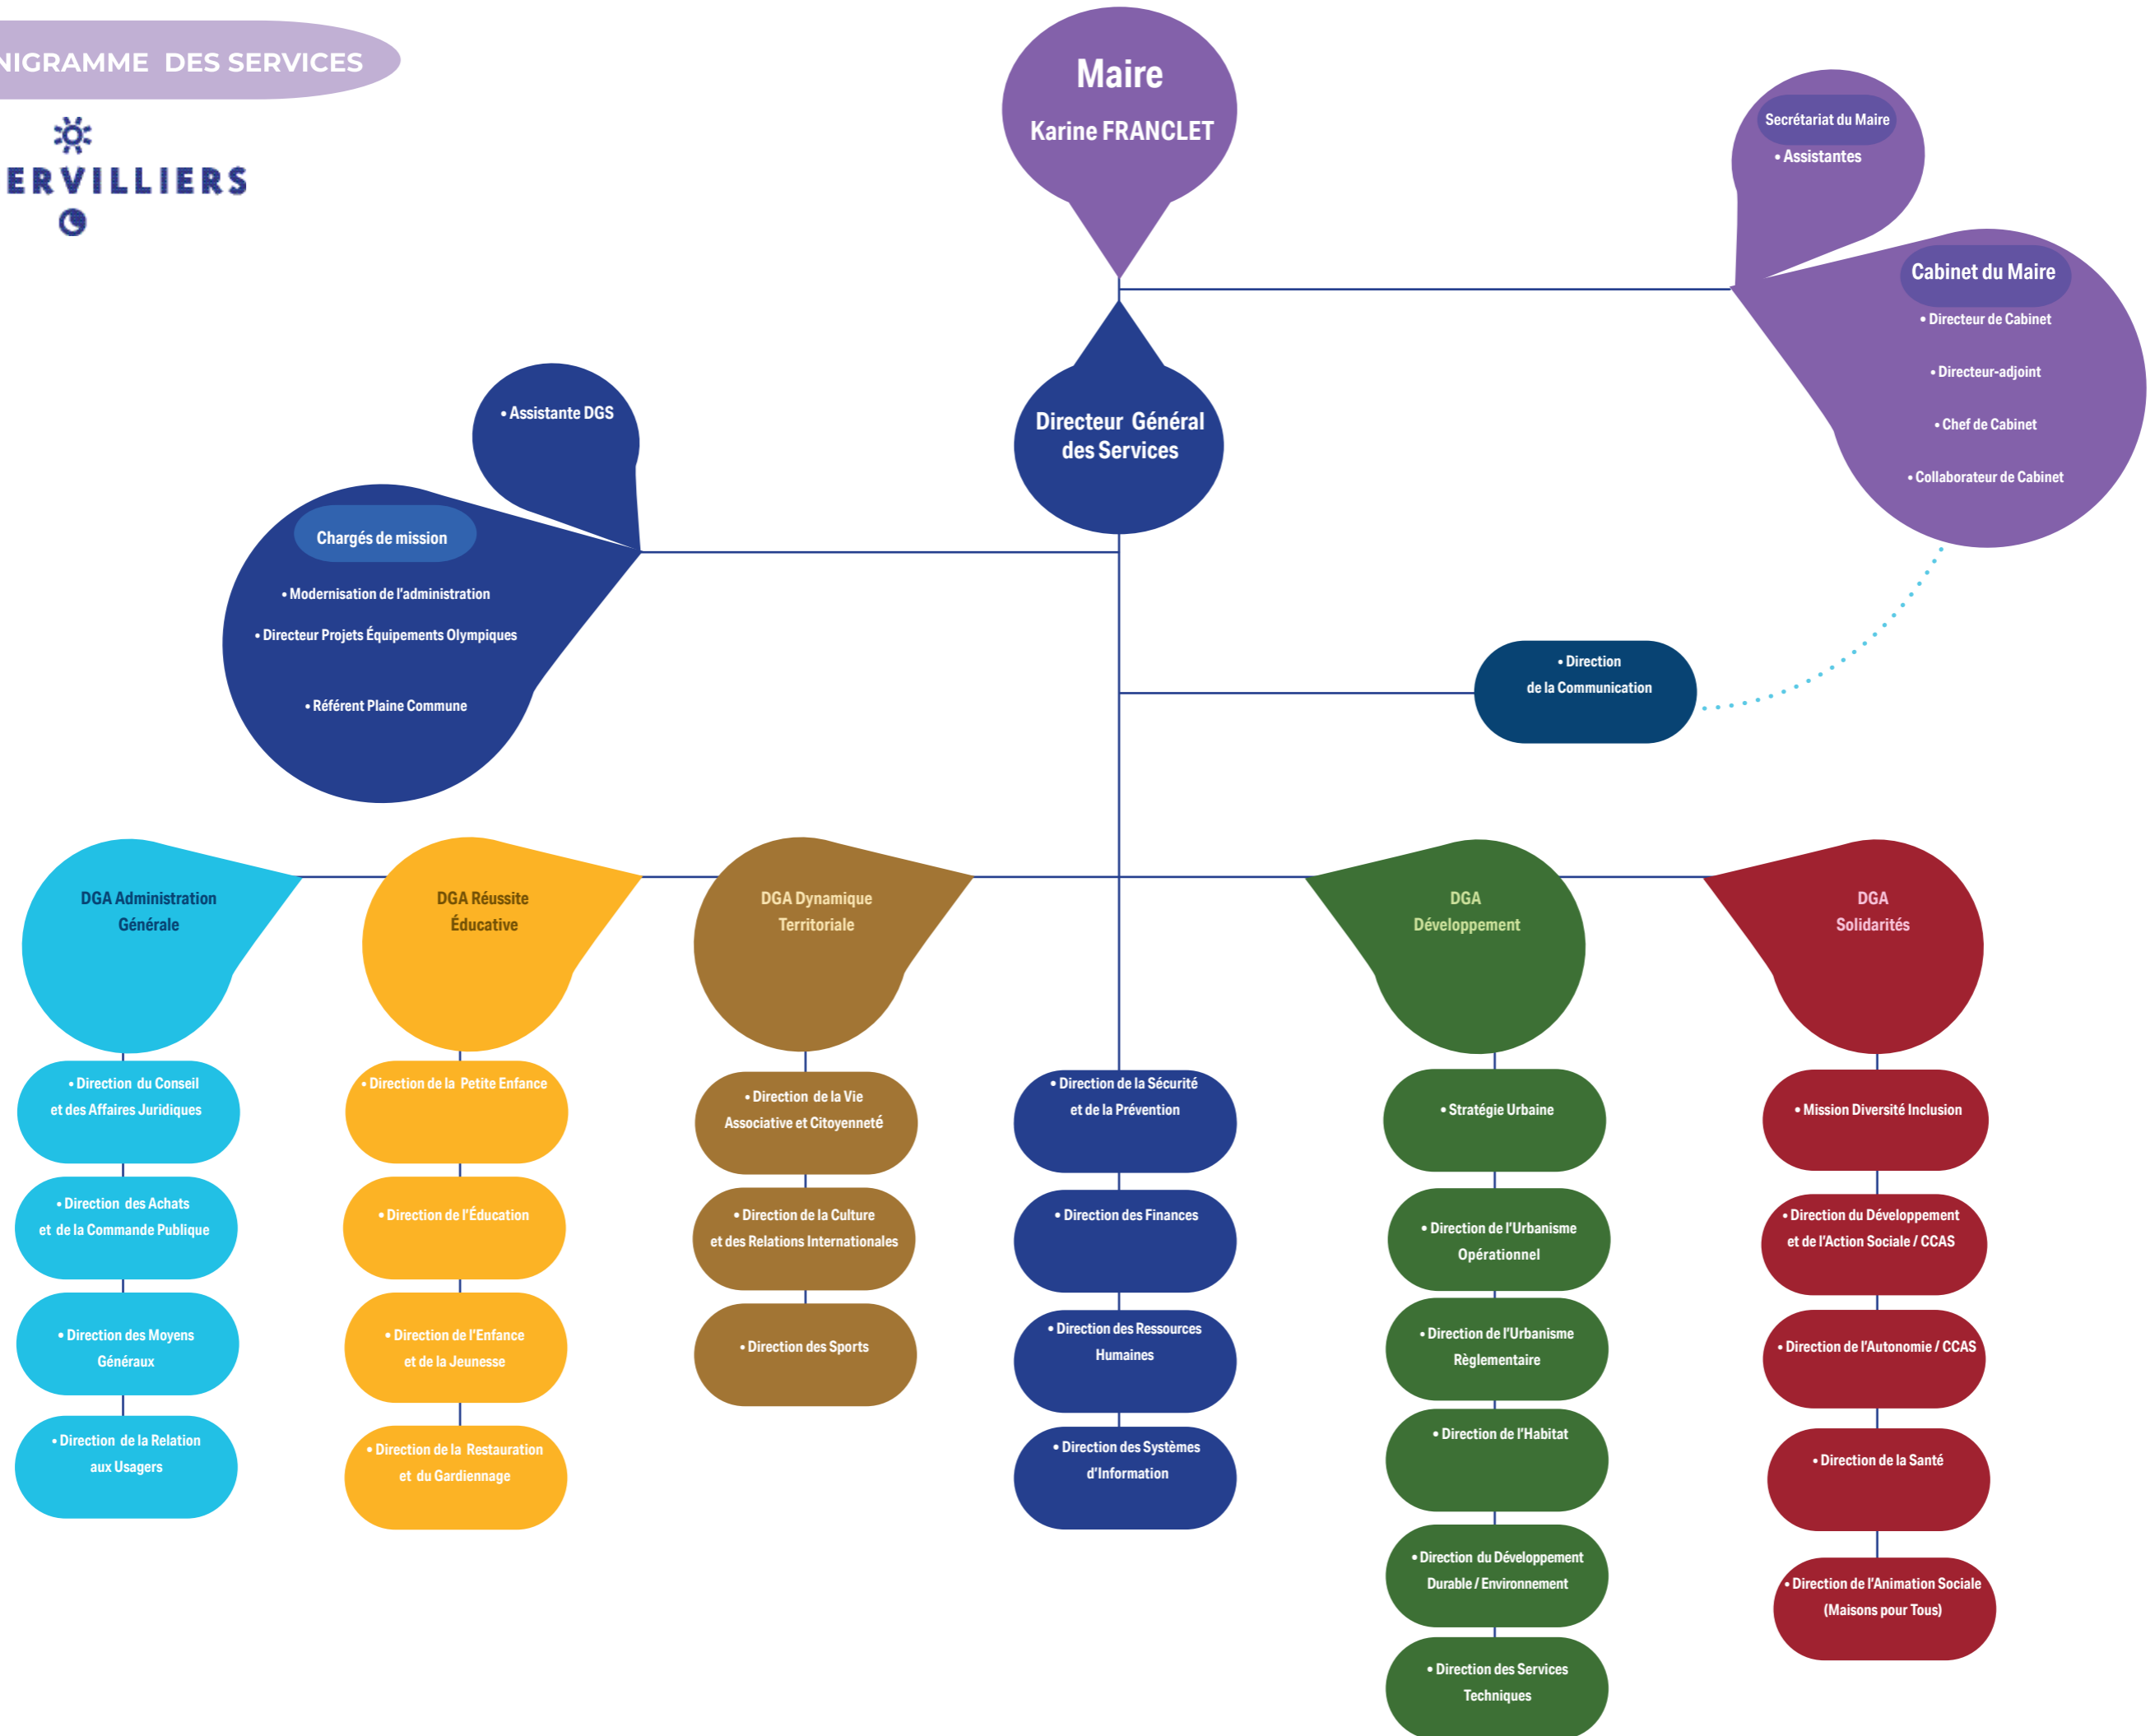 NIGRAMME DES SERVICES
ERVILLIERS
Maire
Karine FRANCLET
Secrétariat du Maire
• Assistantes
Cabinet du Maire
• Directeur de Cabinet
• Directeur-adjoint
• Chef de Cabinet
• Collaborateur de Cabinet
Directeur Général
des Services
• Assistante DGS
Chargés de mission
• Modernisation de l'administration
• Directeur Projets Équipements Olympiques
• Référent Plaine Commune
• Direction
de la Communication
DGA Administration
Générale
• Direction du Conseil
et des Affaires Juridiques
• Direction des Achats
et de la Commande Publique
• Direction des Moyens
Généraux
• Direction de la Relation
aux Usagers
DGA Réussite
Éducative
• Direction de la Petite Enfance
• Direction de l'Éducation
• Direction de l'Enfance
et de la Jeunesse
• Direction de la Restauration
et du Gardiennage
DGA Dynamique
Territoriale
• Direction de la Vie
Associative et Citoyenneté
• Direction de la Culture
et des Relations Internationales
• Direction des Sports
• Direction de la Sécurité
et de la Prévention
• Direction des Finances
• Direction des Ressources
Humaines
• Direction des Systèmes
d'Information
DGA
Développement
• Stratégie Urbaine
• Direction de l'Urbanisme
Opérationnel
• Direction de l'Urbanisme
Règlementaire
• Direction de l'Habitat
• Direction du Développement
Durable / Environnement
• Direction des Services
Techniques
DGA
Solidarités
• Mission Diversité Inclusion
• Direction du Développement
et de l'Action Sociale / CCAS
• Direction de l'Autonomie / CCAS
• Direction de la Santé
• Direction de l'Animation Sociale
(Maisons pour Tous)